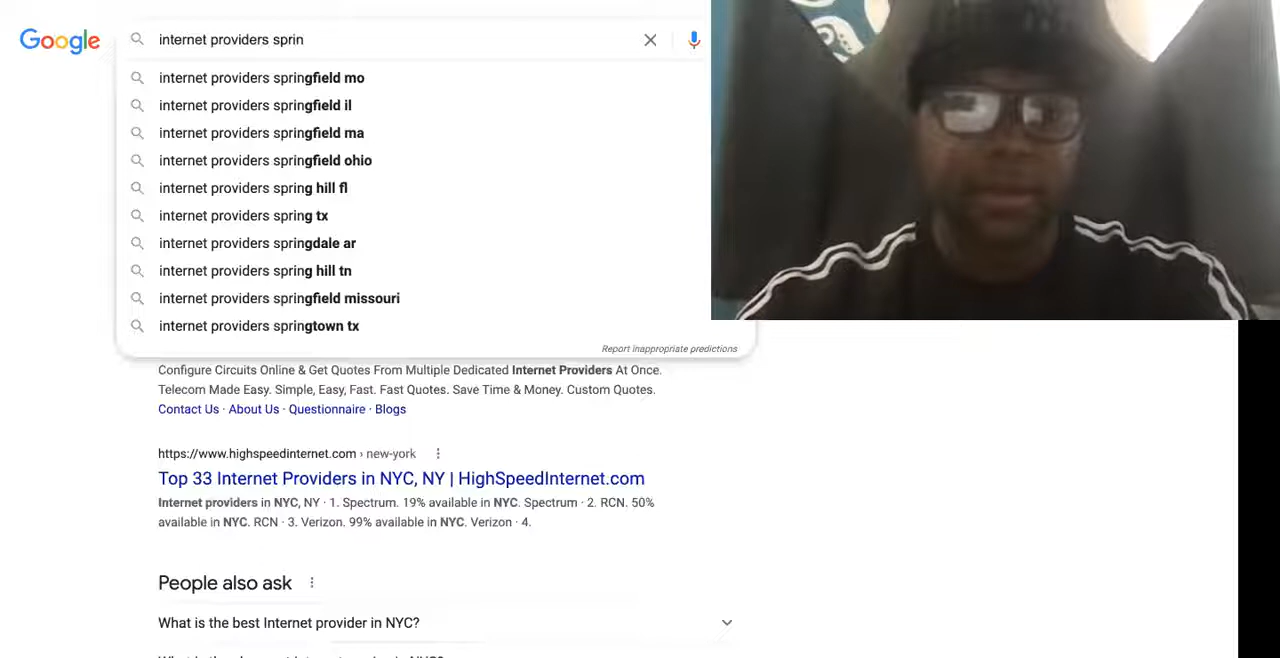 Google
internet providers sprin
internet providers springfield mo
internet providers springfield il
internet providers springfield ma
internet providers springfield ohio
internet providers spring hill fl
internet providers spring tx
internet providers springdale ar
internet providers spring hill tn
internet providers springfield missouri
internet providers springtown tx
Report inappropriate predictions
Configure Circuits Online & Get Quotes From Multiple Dedicated Internet Providers At Once.
Telecom Made Easy. Simple, Easy, Fast. Fast Quotes. Save Time & Money. Custom Quotes.
Contact Us · About Us · Questionnaire · Blogs
https://www.highspeedinternet.com › new-york
Top 33 Internet Providers in NYC, NY | HighSpeedInternet.com
Internet providers in NYC, NY · 1. Spectrum. 19% available in NYC. Spectrum · 2. RCN. 50%
available in NYC. RCN · 3. Verizon. 99% available in NYC. Verizon · 4.
People also ask
What is the best Internet provider in NYC?